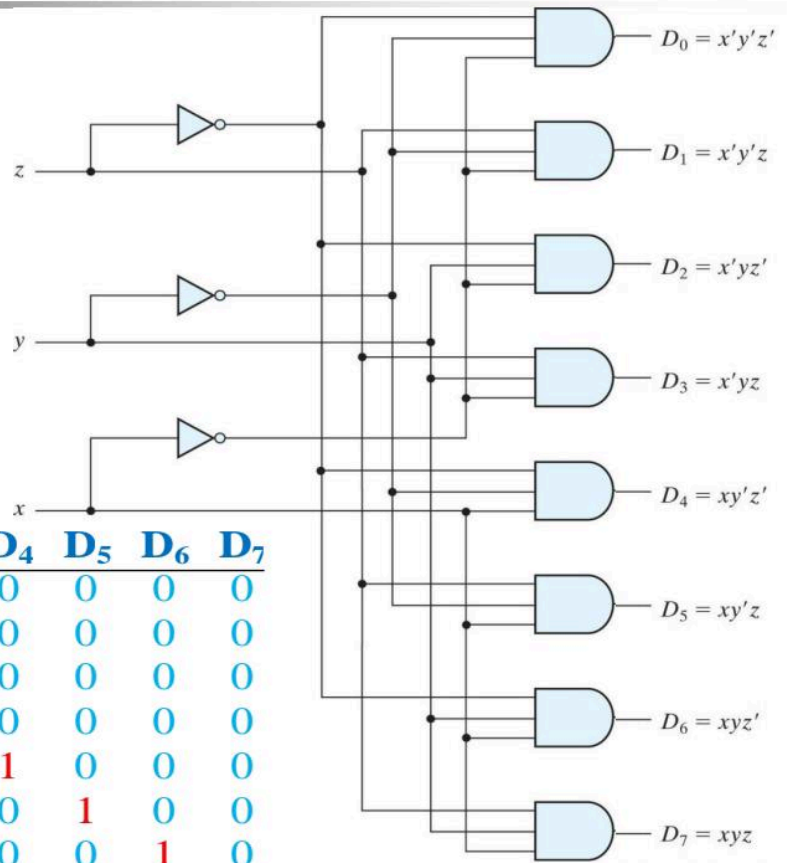 D₀ = x'y'z'
D₁ = x'y'z
z
D₂ = x'yz'
y
D₃ = x'yz
D₄ = xy'z'
x
D₄ D₅ D₆ D₇
0 0 0 0
0 0 0 0
0 0 0 0
0 0 0 0
1 0 0 0
0 1 0 0
0 0 1 0
D₅ = xy'z
D₆ = xyz'
D₇ = xyz